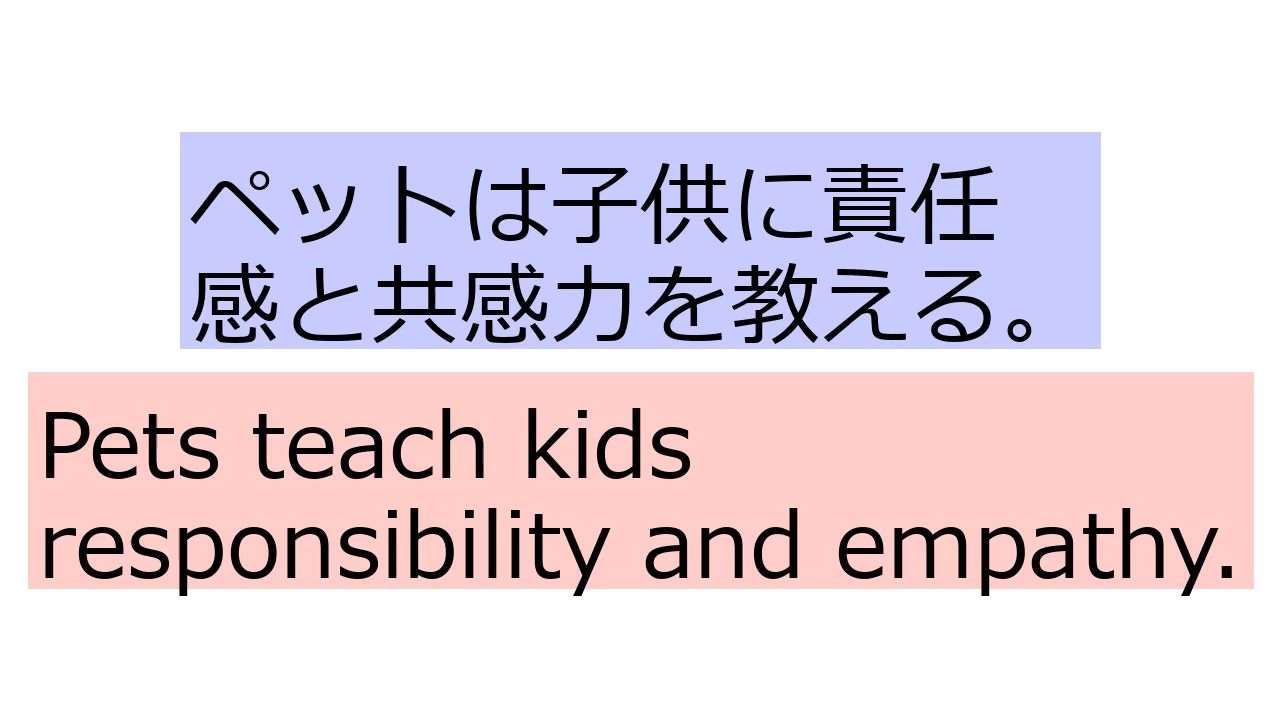 ペットは子供に責任
感と共感力を教える。
Pets teach kids
responsibility and empathy.